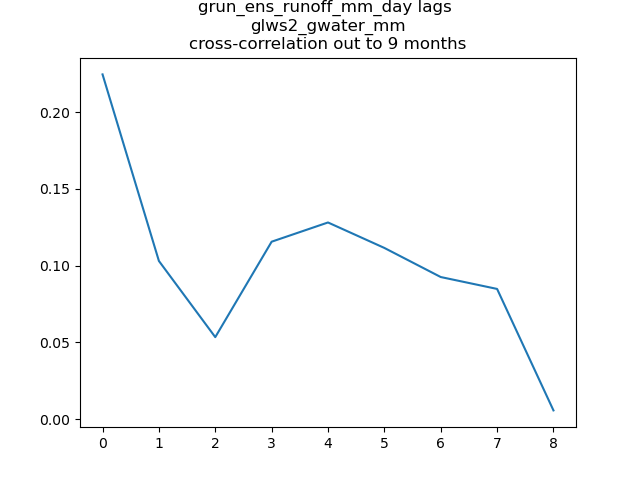 grun_ens_runoff_mm_day lags
glws2_gwater_mm
cross-correlation out to 9 months
0.20
0.15
0.10
0.05
0.00
0 1 2 3 4 5 6 7 8